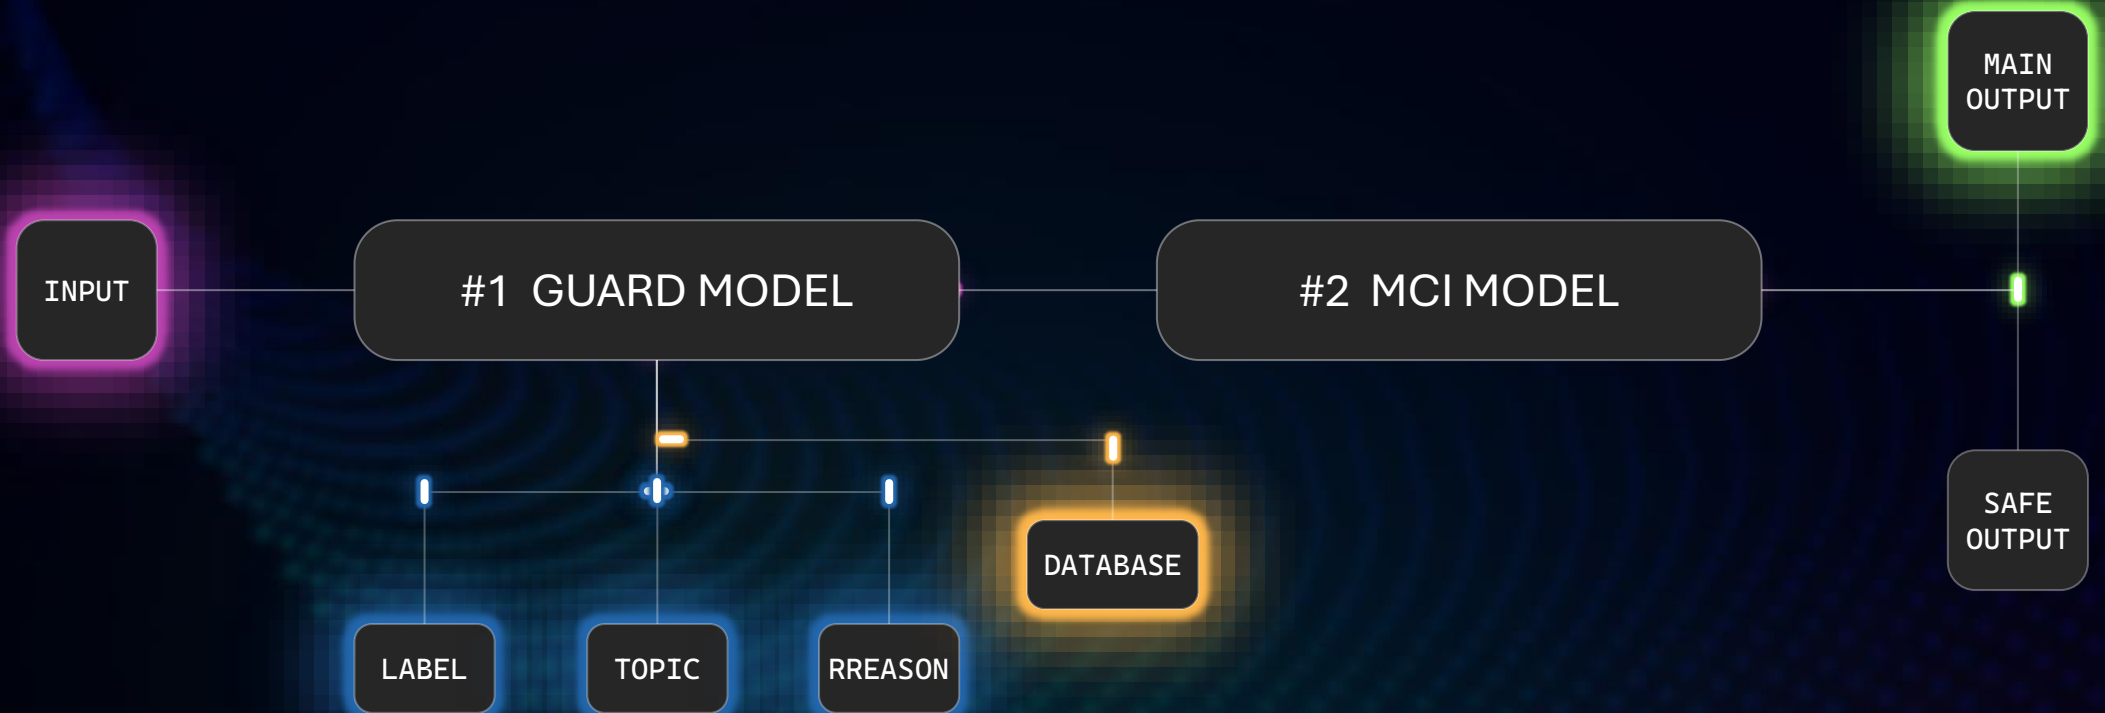 MAIN
OUTPUT
INPUT
#1 GUARD MODEL
#2 MCI MODEL
SAFE
OUTPUT
DATABASE
LABEL
TOPIC
RREASON